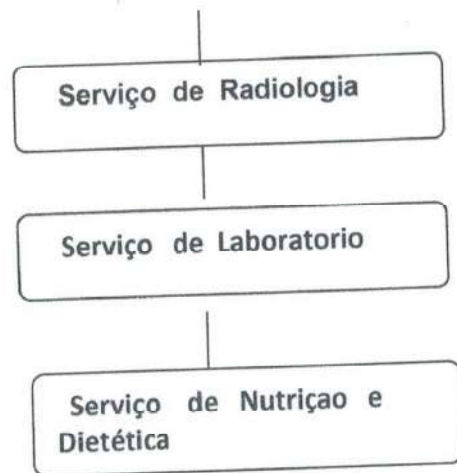 Serviço de Radiologia
Serviço de Laboratorio
Serviço de Nutriçao e
Dietética